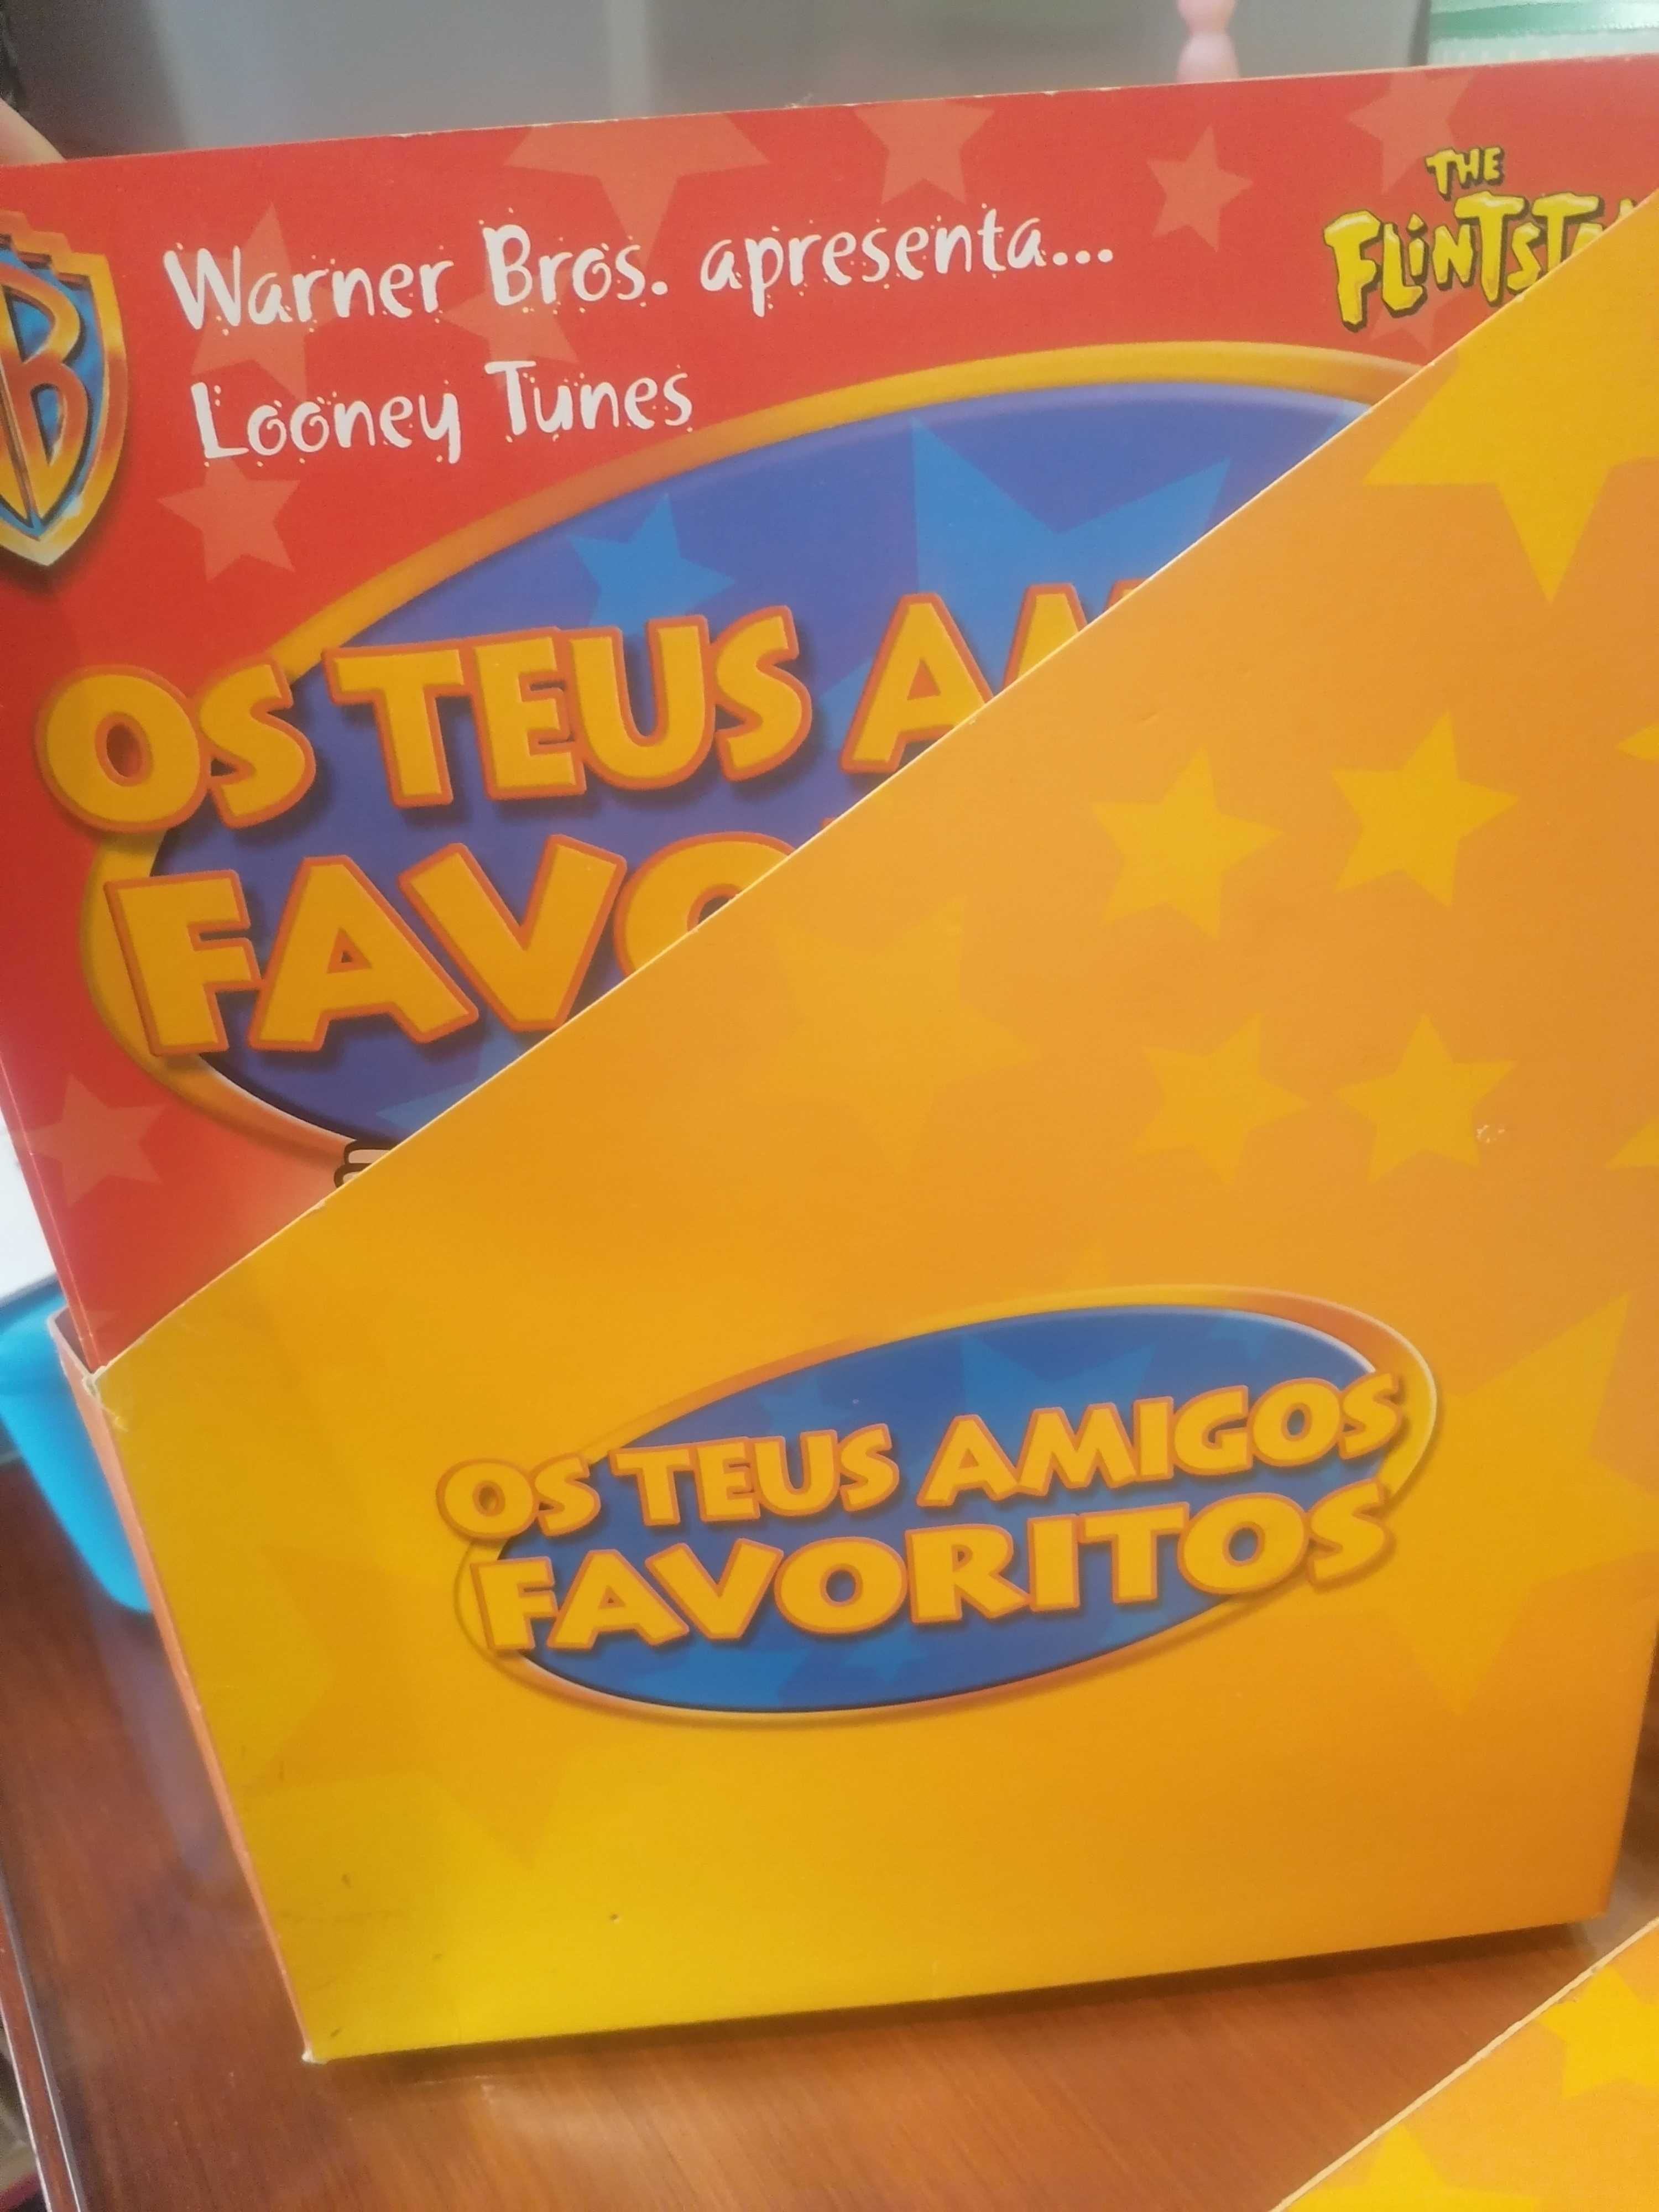 Warner Bros. apresenta...
Looney Tunes
THE
OS TEUS
OS TEUS AMIGOS
FAVORITOS